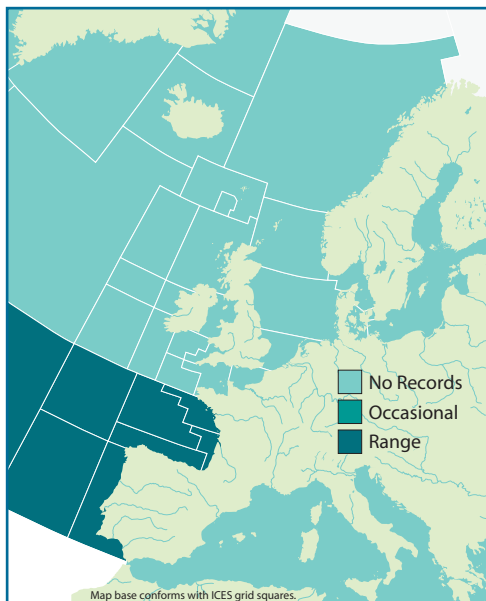 No Records
Occasional
Range
Map base conforms with ICES grid squares.